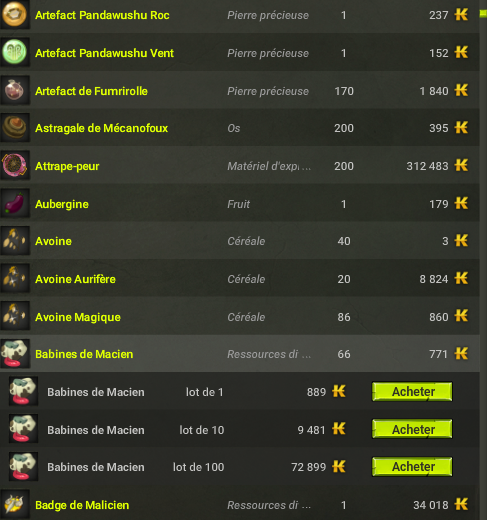 Artefact Pandawushu Roc Pierre précieuse 1 237
Artefact Pandawushu Vent Pierre précieuse 1 152
Artefact de Fumrirolle Pierre précieuse 170 1 840
Astragale de Mécanofoux Os 200 395
Attrape-peur Matériel d'expl ... 200 312 483
Aubergine Fruit 1 179
Avoine Céréale 40 3
Avoine Aurifère Céréale 20 8 824
Avoine Magique Céréale 86 860
Babines de Macien Ressources di ... 66 771
Babines de Macien lot de 1 889 Acheter
Babines de Macien lot de 10 9 481 Acheter
Babines de Macien lot de 100 72 899 Acheter
Badge de Malicien Ressources di ... 1 34 018